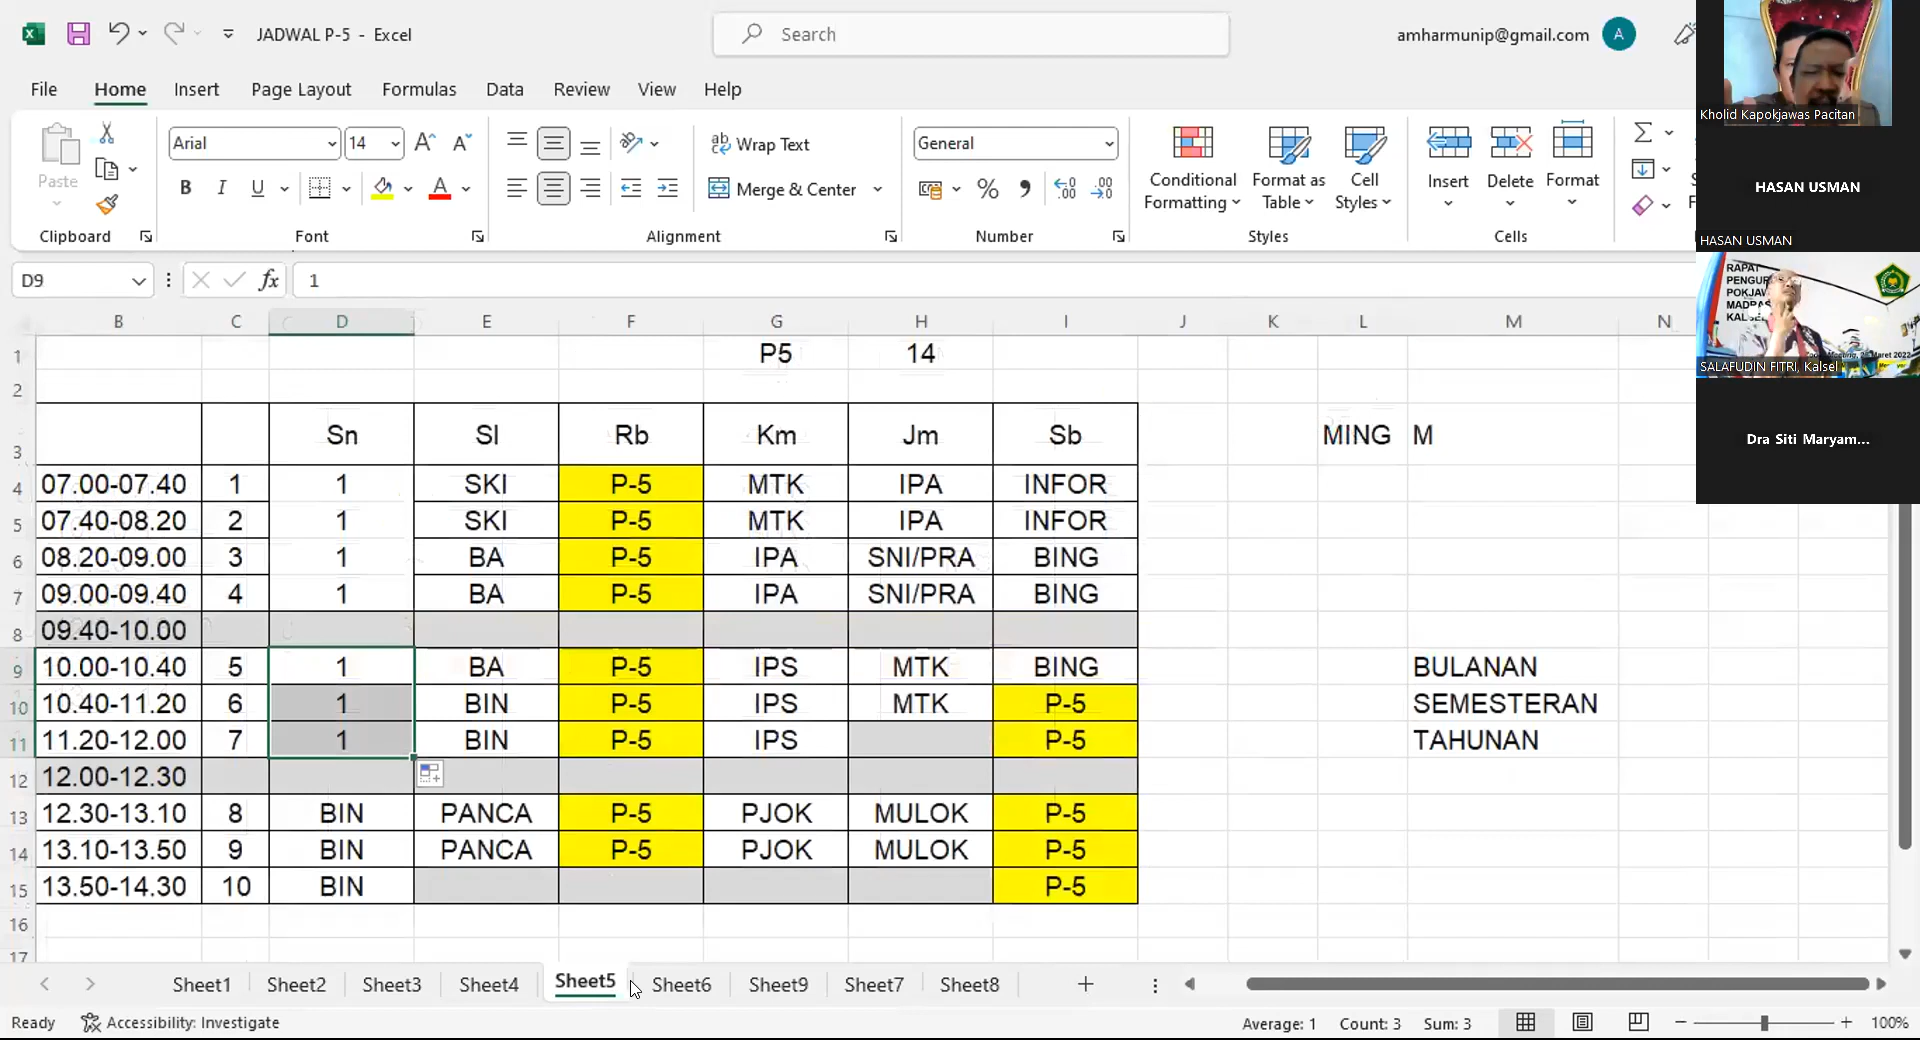 JADWAL P-5 - Excel
Search
amharmunip@gmail.com
A
File Home Insert Page Layout Formulas Data Review View Help
Paste
Arial 14
B I U
Wrap Text
Merge & Center
General
Conditional Formatting
Format as Table
Cell Styles
Insert Delete Format
Clipboard Font Alignment Number Styles Cells
D9 fx 1
B C D E F G H I J K L M N
1 P5 14
2
3 Sn Sl Rb Km Jm Sb MING M
4 07.00-07.40 1 1 SKI P-5 MTK IPA INFOR
5 07.40-08.20 2 1 SKI P-5 MTK IPA INFOR
6 08.20-09.00 3 1 BA P-5 IPA SNI/PRA BING
7 09.00-09.40 4 1 BA P-5 IPA SNI/PRA BING
8 09.40-10.00
9 10.00-10.40 5 1 BA P-5 IPS MTK BING BULANAN
10 10.40-11.20 6 1 BIN P-5 IPS MTK P-5 SEMESTERAN
11 11.20-12.00 7 1 BIN P-5 IPS P-5 TAHUNAN
12 12.00-12.30
13 12.30-13.10 8 BIN PANCA P-5 PJOK MULOK P-5
14 13.10-13.50 9 BIN PANCA P-5 PJOK MULOK P-5
15 13.50-14.30 10 BIN P-5
16
17
Sheet1 Sheet2 Sheet3 Sheet4 Sheet5 Sheet6 Sheet9 Sheet7 Sheet8
Ready Accessibility: Investigate Average: 1 Count: 3 Sum: 3 100%
Kholid Kapokjawas Pacitan
HASAN USMAN
HASAN USMAN
RAPAT
SALAFUDIN FITRI, Kalsel
Dra Siti Maryam...